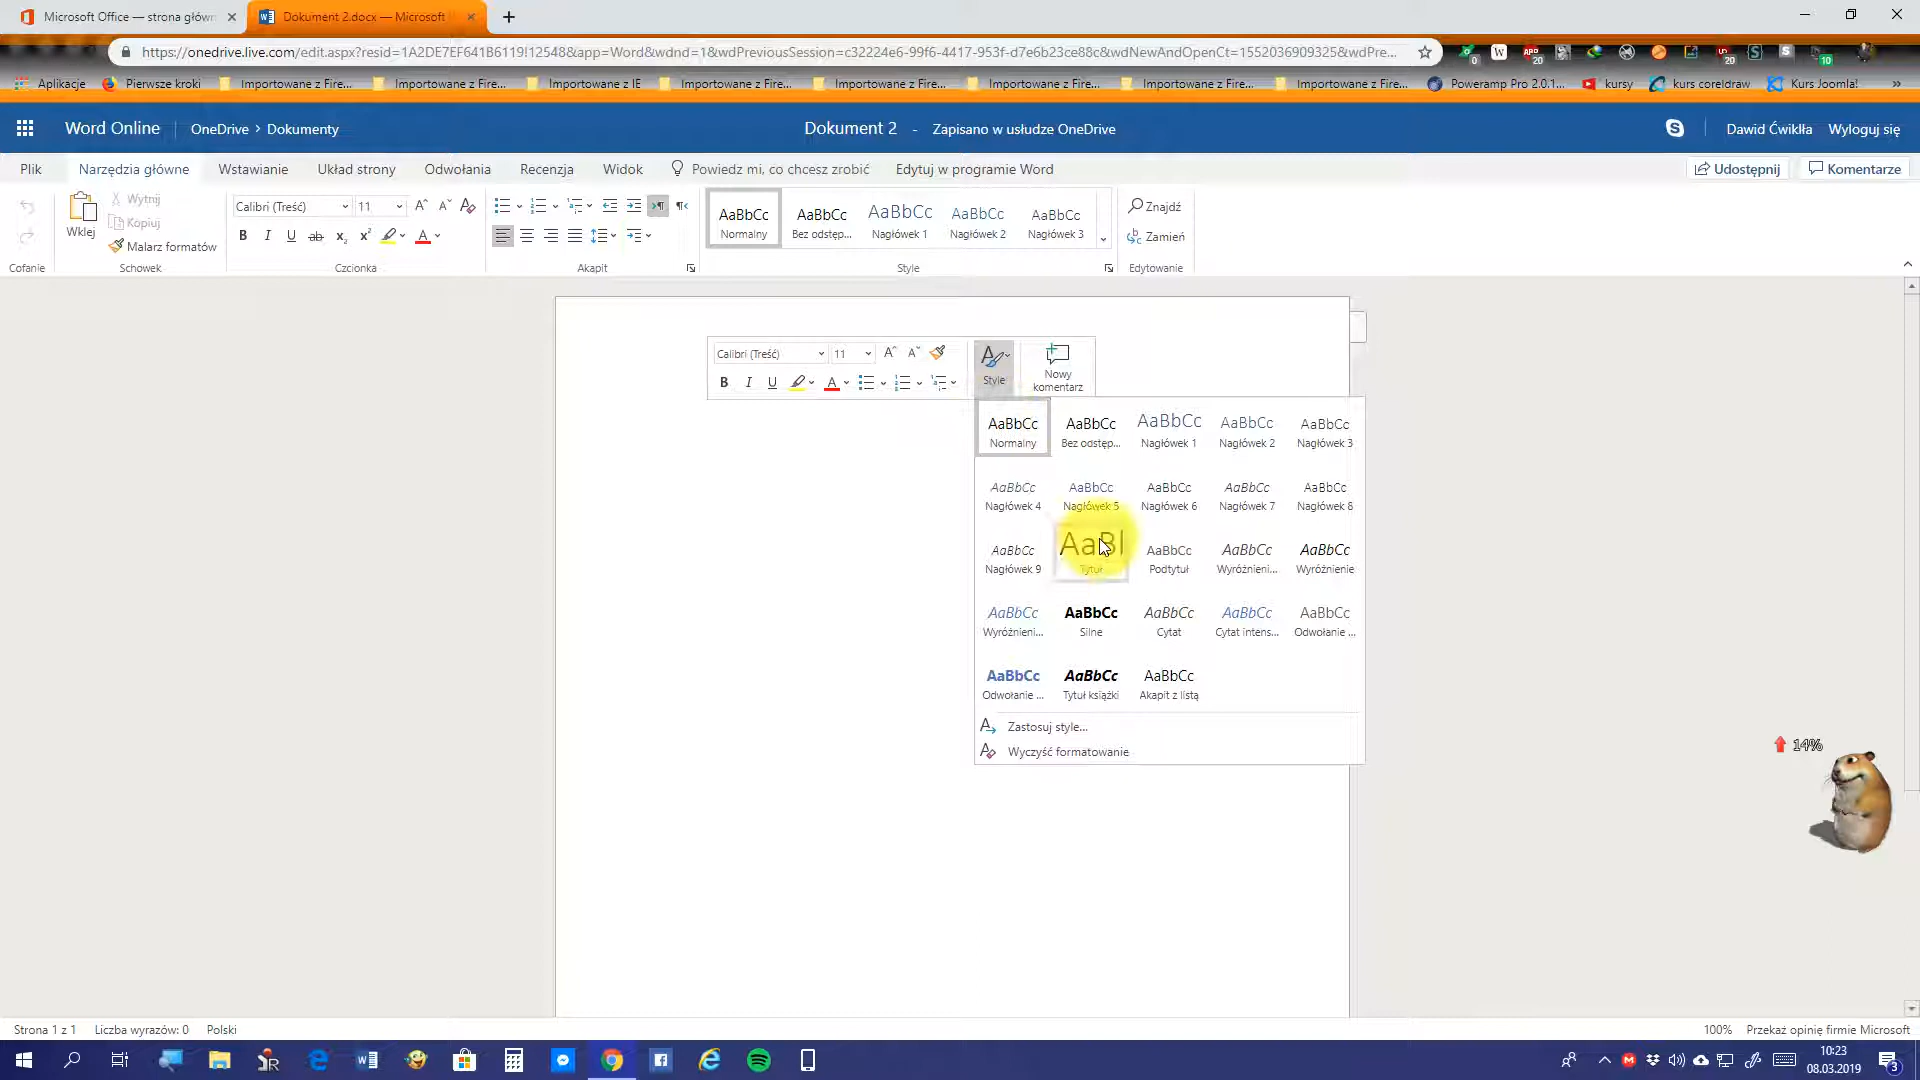 Microsoft Office — strona główn
Dokument 2.docx — Microsoft
https://onedrive.live.com/edit.aspx?resid=1A2DE7EF641B6119!12548&app=Word&wdnd=1&wdPreviousSession=c32224e6-99f6-4417-953f-d7e6b23ce88c&wdNewAndOpenCt=1552036909325&wdPre...
Aplikacje
Pierwsze kroki
Importowane z Fire...
Importowane z Fire...
Importowane z IE
Importowane z Fire...
Importowane z Fire...
Importowane z Fire...
Importowane z Fire...
Importowane z Fire...
Poweramp Pro 2.0.1...
kursy
kurs coreldraw
Kurs Joomla!
»
Word Online
OneDrive > Dokumenty
Dokument 2 - Zapisano w usłudze OneDrive
Dawid Ćwiklła
Wyloguj się
Plik
Narzędzia główne
Wstawianie
Układ strony
Odwołania
Recenzja
Widok
Powiedz mi, co chcesz zrobić
Edytuj w programie Word
Udostępnij
Komentarze
Wklej
Wytnij
Kopiuj
Malarz formatów
Calibri (Treść)
11
AaBbCc
Normalny
AaBbCc
Bez odstęp...
AaBbCc
Nagłówek 1
AaBbCc
Nagłówek 2
AaBbCc
Nagłówek 3
Znajdź
Zamień
Cofanie
Schowek
Czcionka
Akapit
Style
Edytowanie
Calibri (Treść)
11
B I U
Style
Nowy
komentarz
AaBbCc
Normalny
AaBbCc
Bez odstęp...
AaBbCc
Nagłówek 1
AaBbCc
Nagłówek 2
AaBbCc
Nagłówek 3
AaBbCc
Nagłówek 4
AaBbCc
Nagłówek 5
AaBbCc
Nagłówek 6
AaBbCc
Nagłówek 7
AaBbCc
Nagłówek 8
AaBbCc
Nagłówek 9
AaBl
Tytuł
AaBbCc
Podtytuł
AaBbCc
Wyróżnieni...
AaBbCc
Wyróżnienie
AaBbCc
Wyróżnieni...
AaBbCc
Silne
AaBbCc
Cytat
AaBbCc
Cytat intens...
AaBbCc
Odwołanie ...
AaBbCc
Odwołanie ...
AaBbCc
Tytuł książki
AaBbCc
Akapit z listą
Zastosuj style...
Wyczyść formatowanie
14%
Strona 1 z 1
Liczba wyrazów: 0
Polski
100%
Przekaż opinię firmie Microsoft
10:23
08.03.2019
3